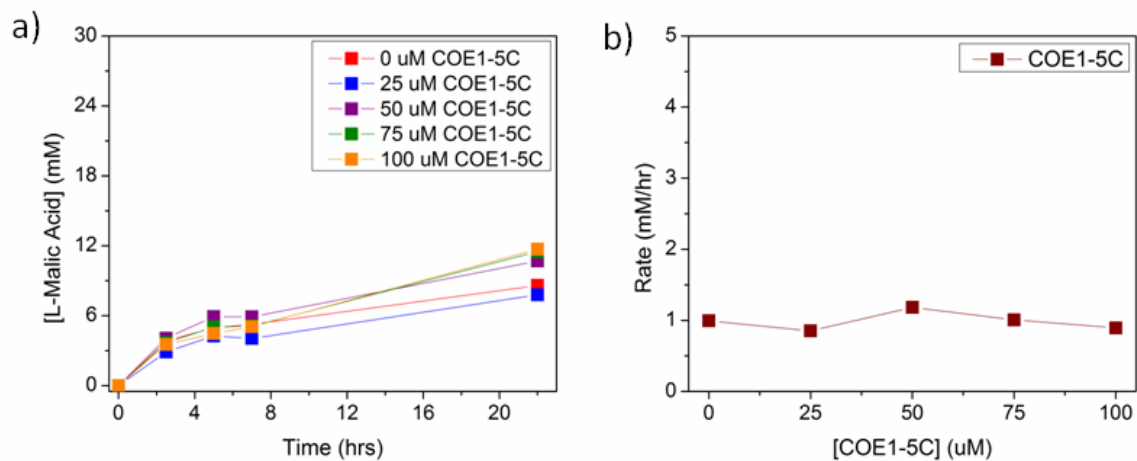 a)
30
24
18
12
6
0
[L-Malic Acid] (mM)
0 uM COE1-5C
25 uM COE1-5C
50 uM COE1-5C
75 uM COE1-5C
100 uM COE1-5C
0 4 8 12 16 20
Time (hrs)
b)
5
4
3
2
1
0
Rate (mM/hr)
COE1-5C
0 25 50 75 100
[COE1-5C] (uM)